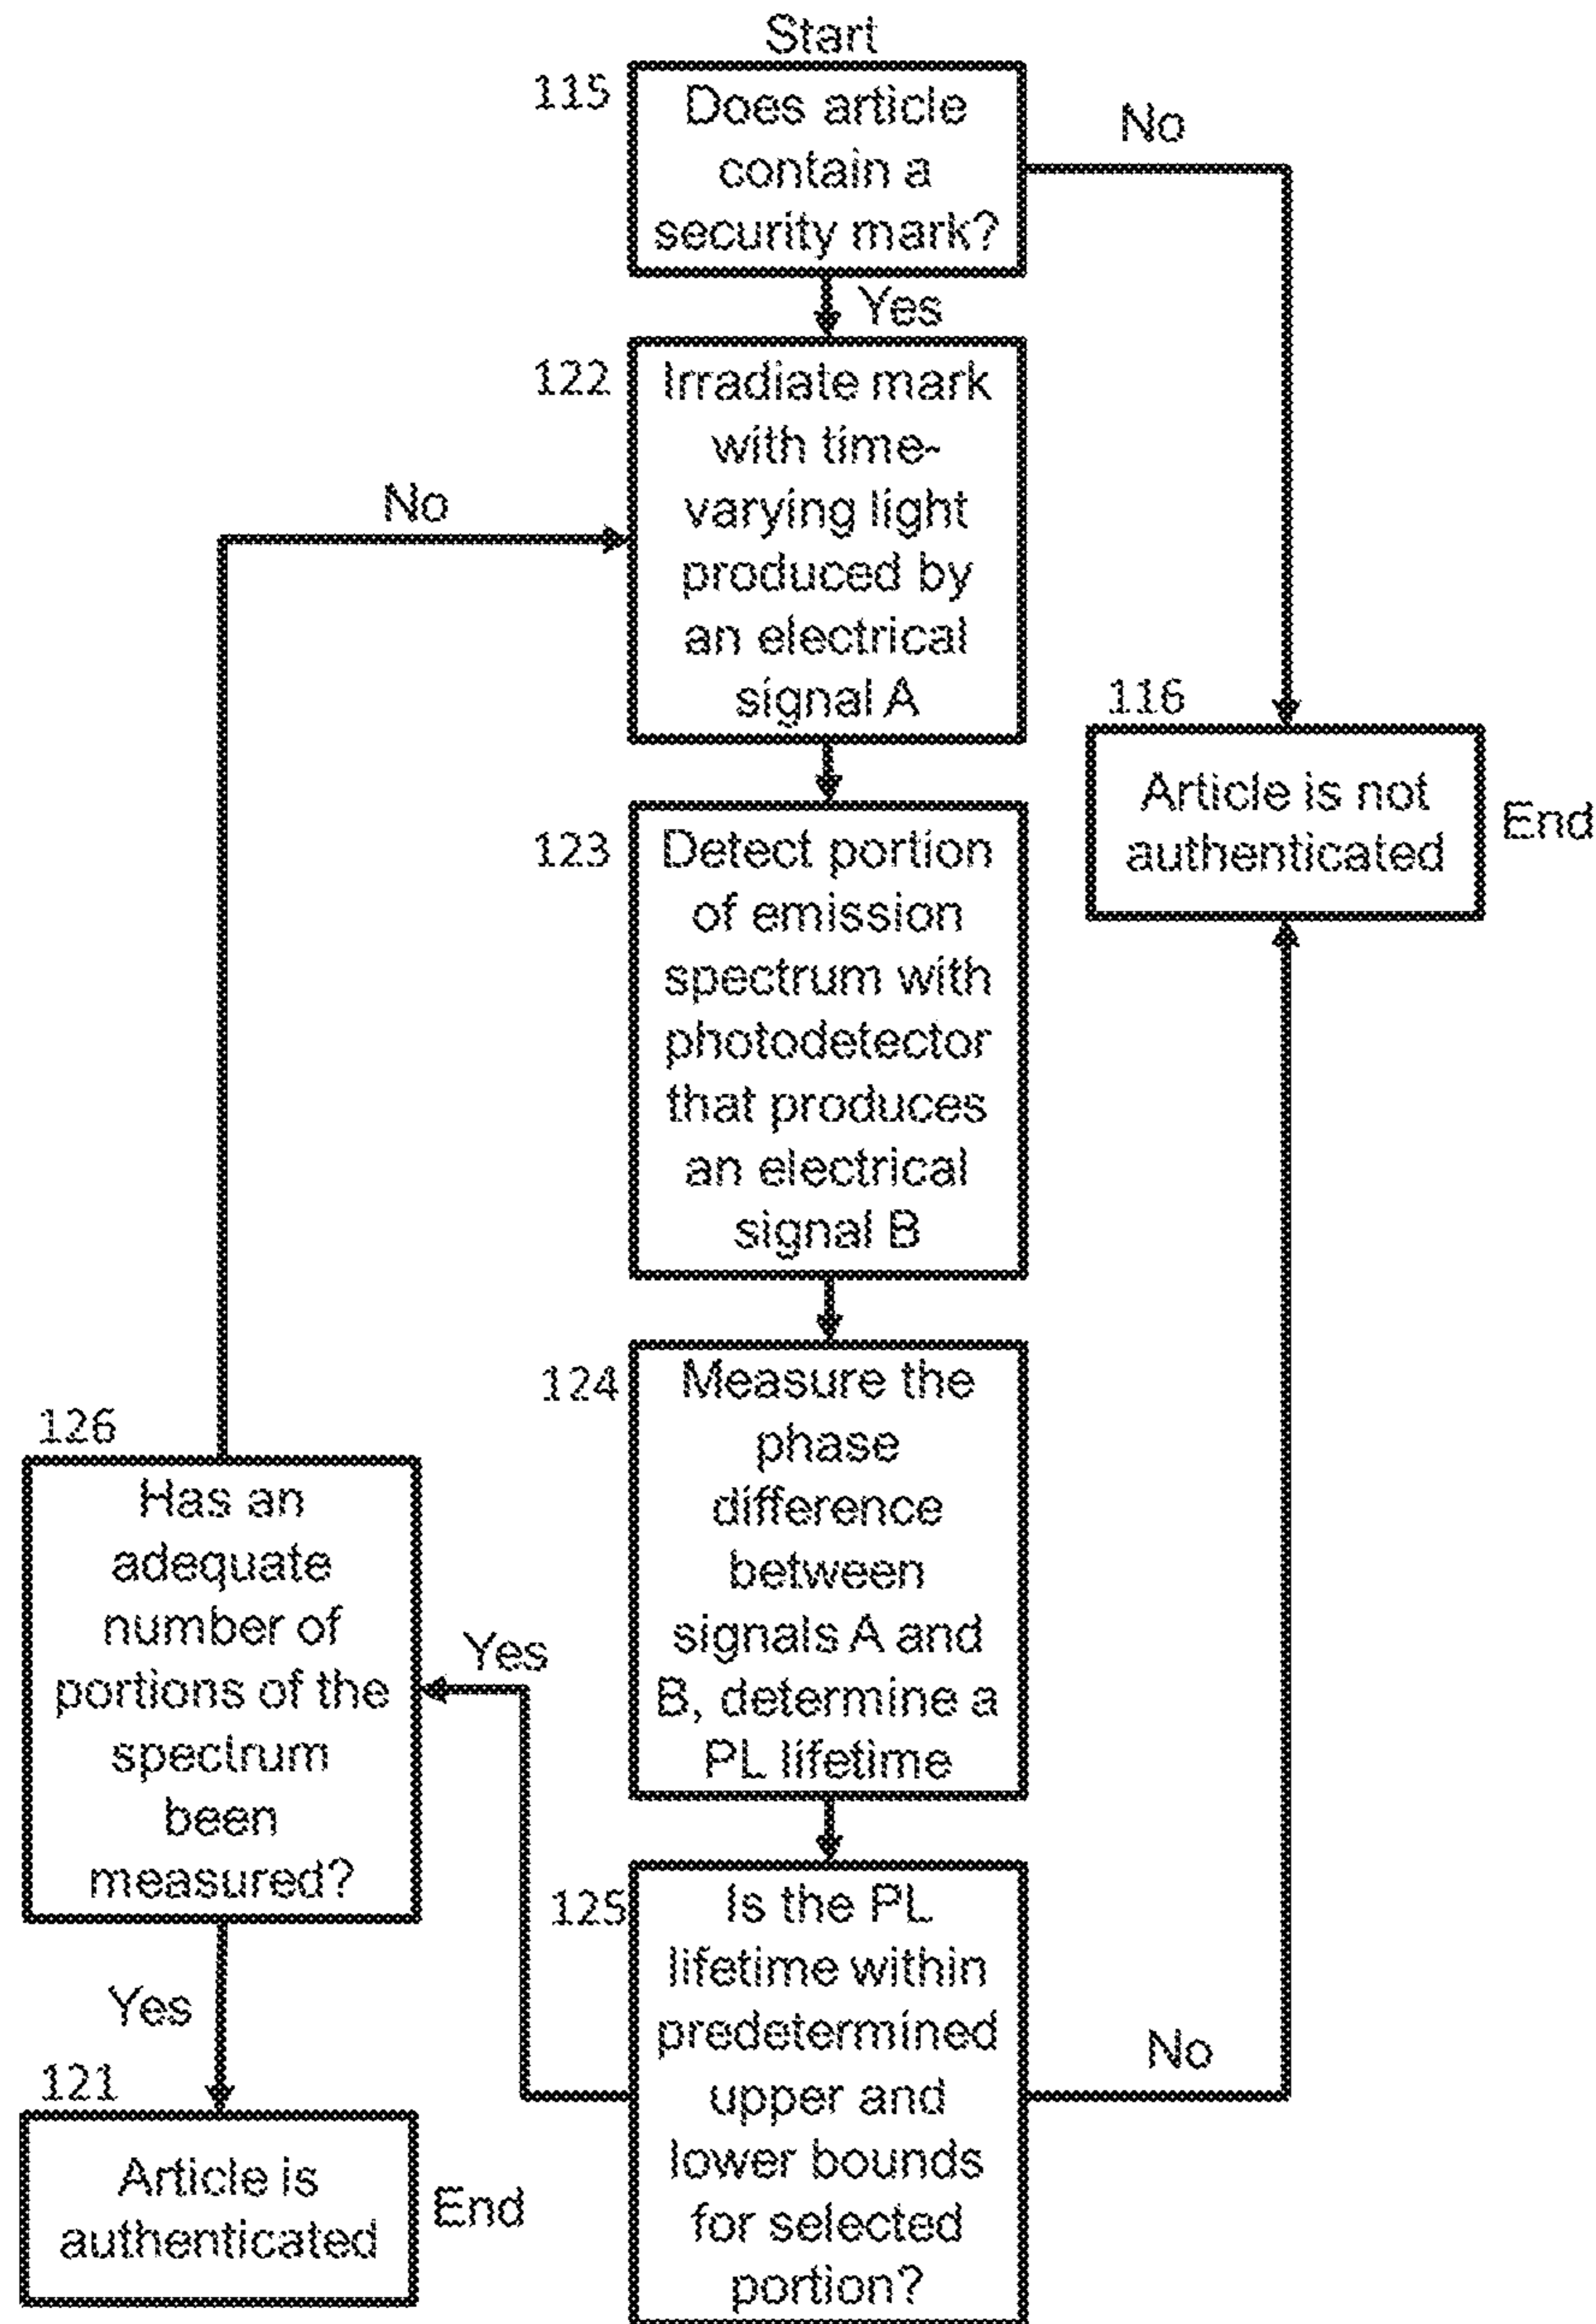 Start
115
Does article
contain a
security mark?
No
Yes
122
Irradiate mark
with time-
varying light
produced by
an electrical
signal A
No
116
Article is not
authenticated
End
123
Detect portion
of emission
spectrum with
photodetector
that produces
an electrical
signal B
124
Measure the
phase
difference
between
signals A and
B, determine a
PL lifetime
126
Has an
adequate
number of
portions of the
spectrum
been
measured?
Yes
125
Is the PL
lifetime within
predetermined
upper and
lower bounds
for selected
portion?
No
Yes
121
Article is
authenticated
End